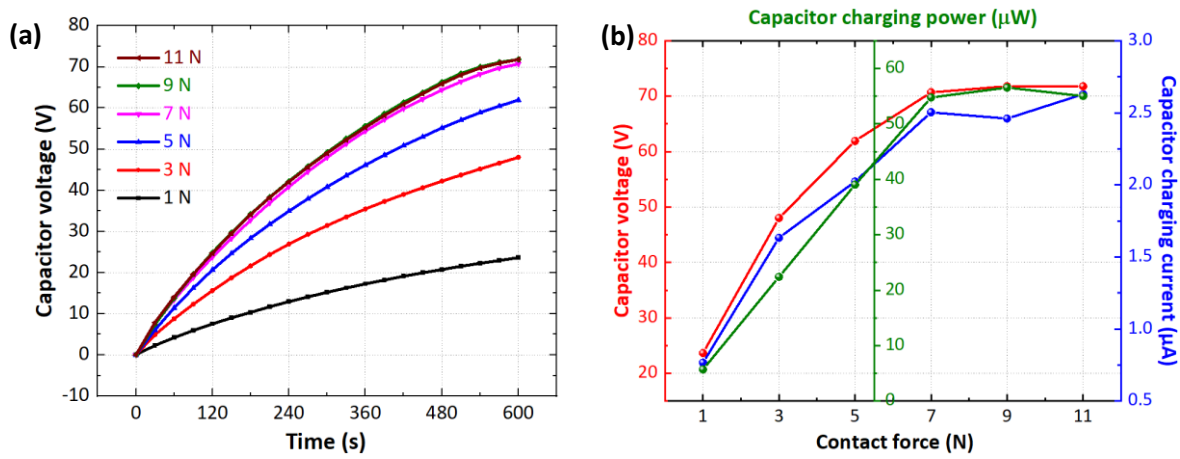 (a)
80
70
60
50
40
30
20
10
0
-10
Capacitor voltage (V)
11 N
9 N
7 N
5 N
3 N
1 N
0 120 240 360 480 600
Time (s)
(b)
Capacitor charging power (µW)
80
70
60
50
40
30
20
Capacitor voltage (V)
60
50
40
30
20
10
0
3.0
2.5
2.0
1.5
1.0
0.5
Capacitor charging current (µA)
1 3 5 7 9 11
Contact force (N)